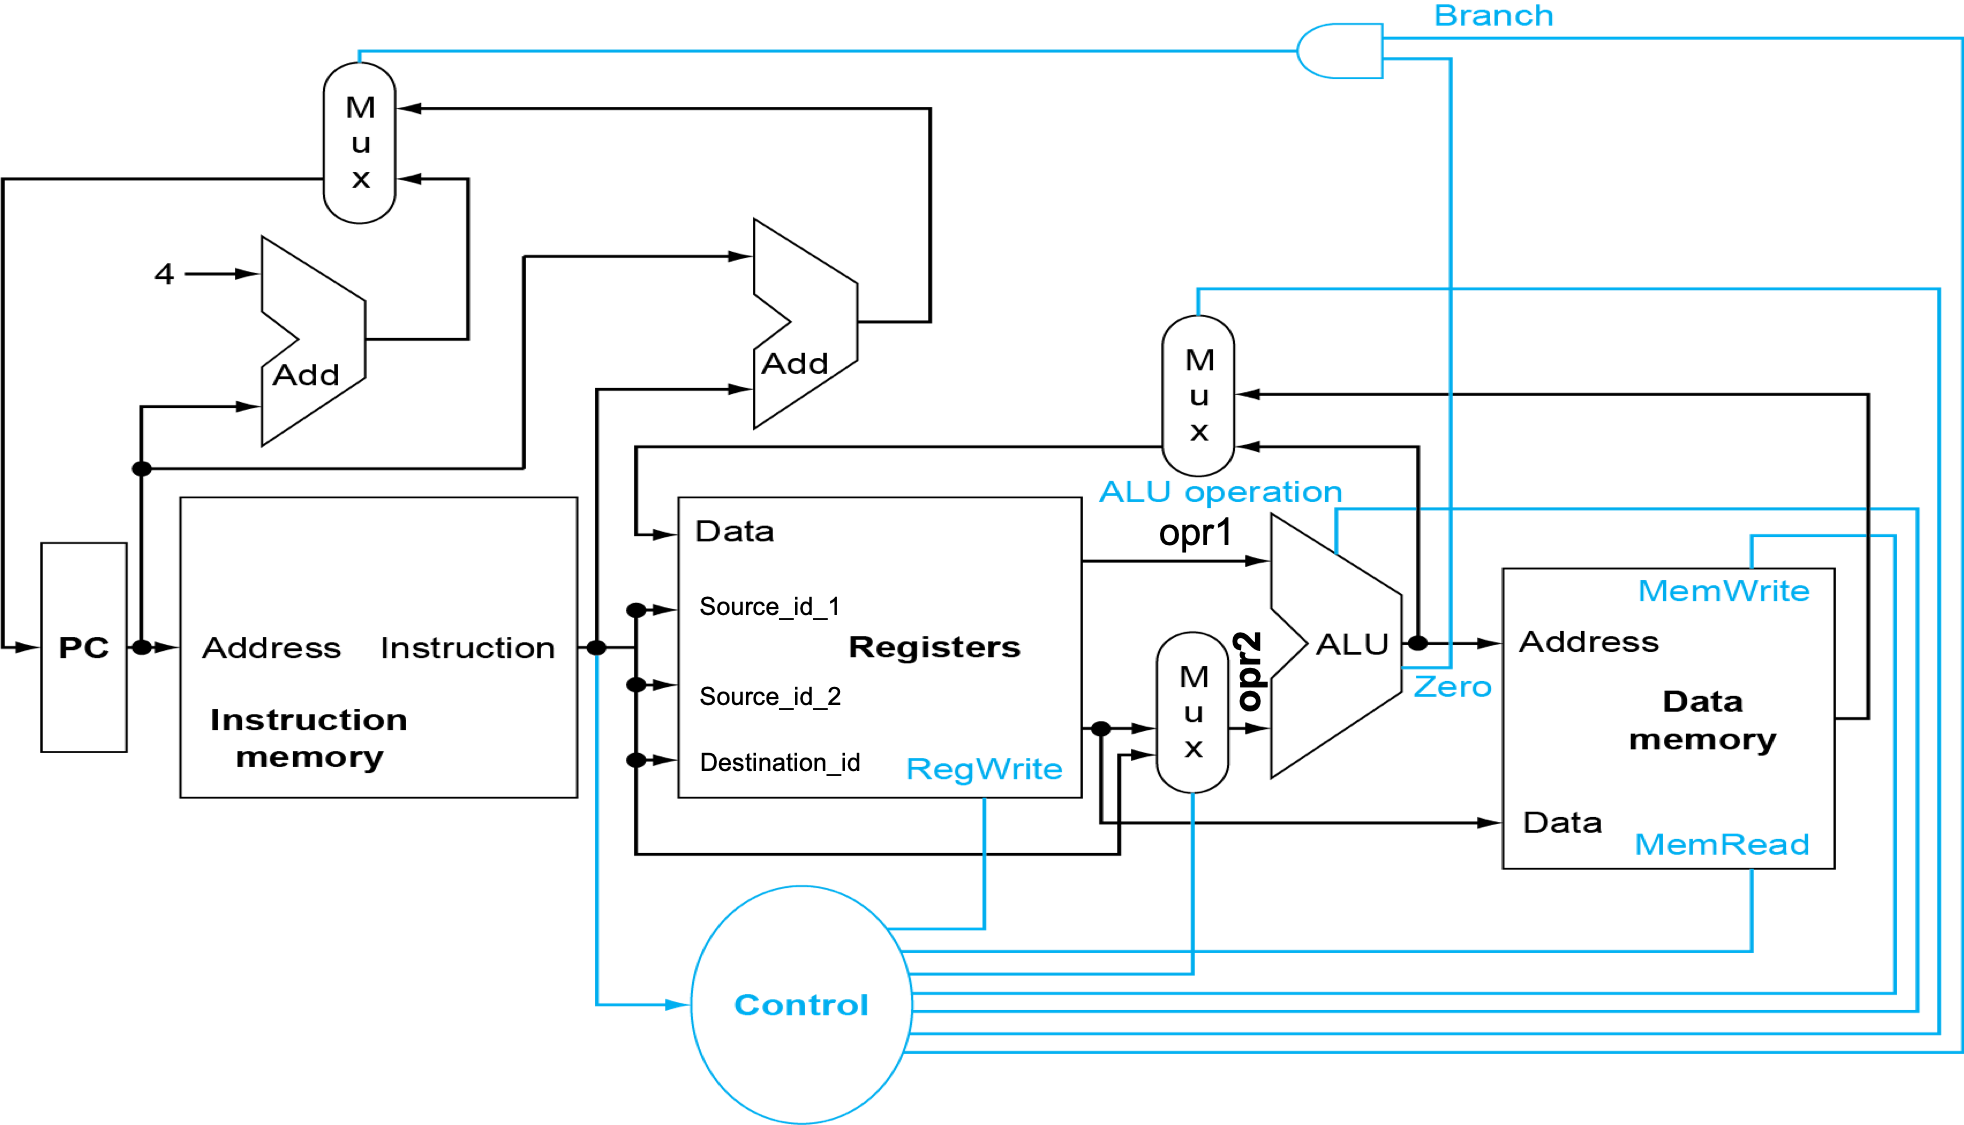 Branch
M
u
x
4
Add
Add
M
u
x
ALU operation
opr1
Data
MemWrite
Source_id_1
PC
Address
Instruction
Registers
opr2
ALU
Address
M
u
x
Zero
Source_id_2
Instruction
memory
Data
memory
Destination_id
RegWrite
Data
MemRead
Control